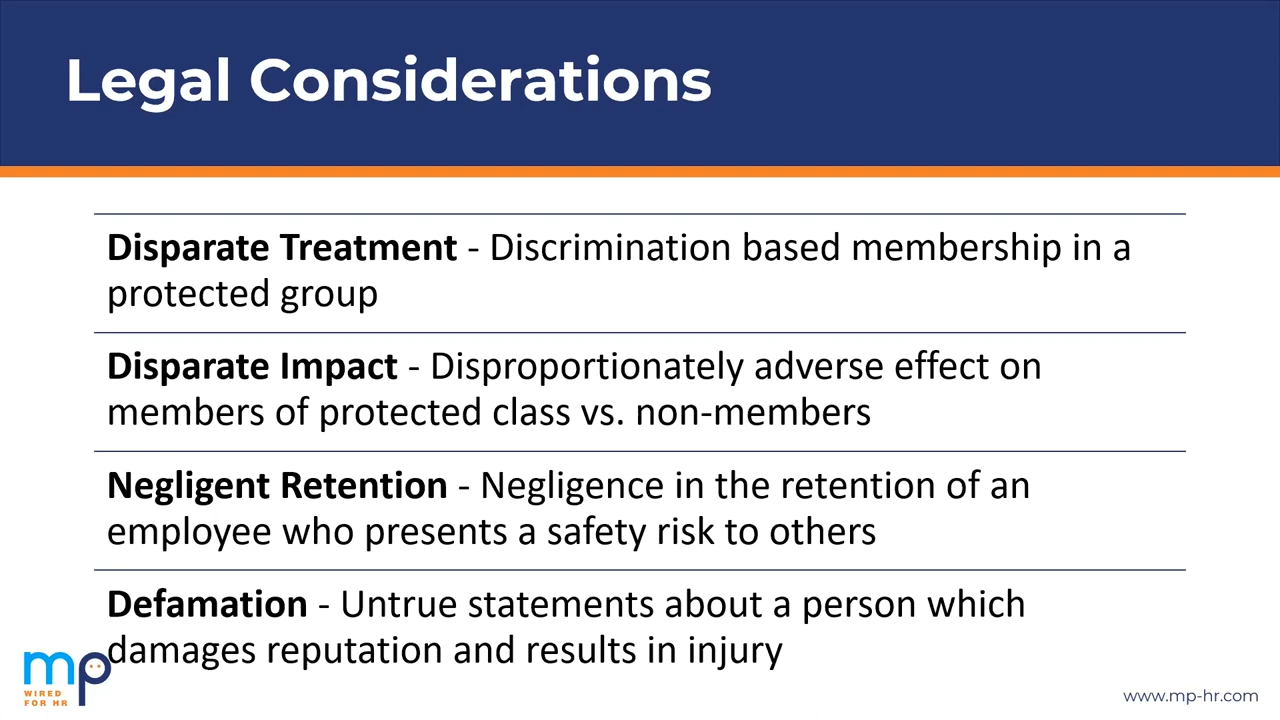 Legal Considerations
Disparate Treatment - Discrimination based membership in a
protected group
Disparate Impact - Disproportionately adverse effect on
members of protected class vs. non-members
Negligent Retention - Negligence in the retention of an
employee who presents a safety risk to others
Defamation - Untrue statements about a person which
damages reputation and results in injury
mp
WIRED
FOR HR
www.mp-hr.com